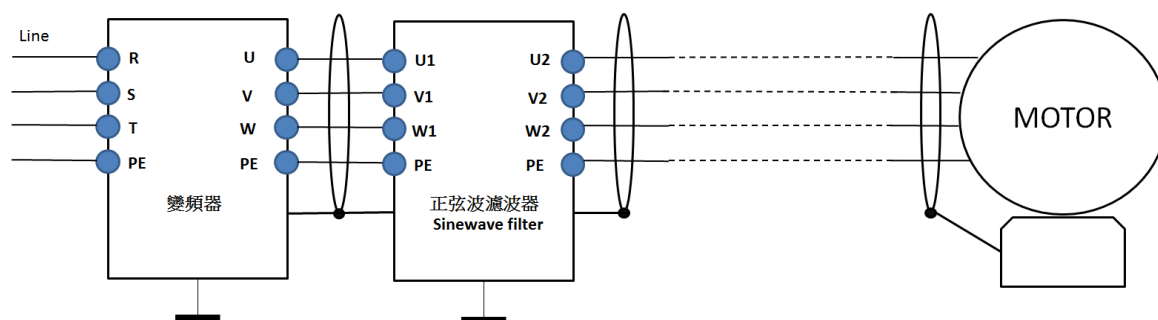 Line
R
S
T
PE
U
V
W
PE
變頻器
U1
V1
W1
PE
U2
V2
W2
PE
正弦波濾波器
Sinewave filter
MOTOR